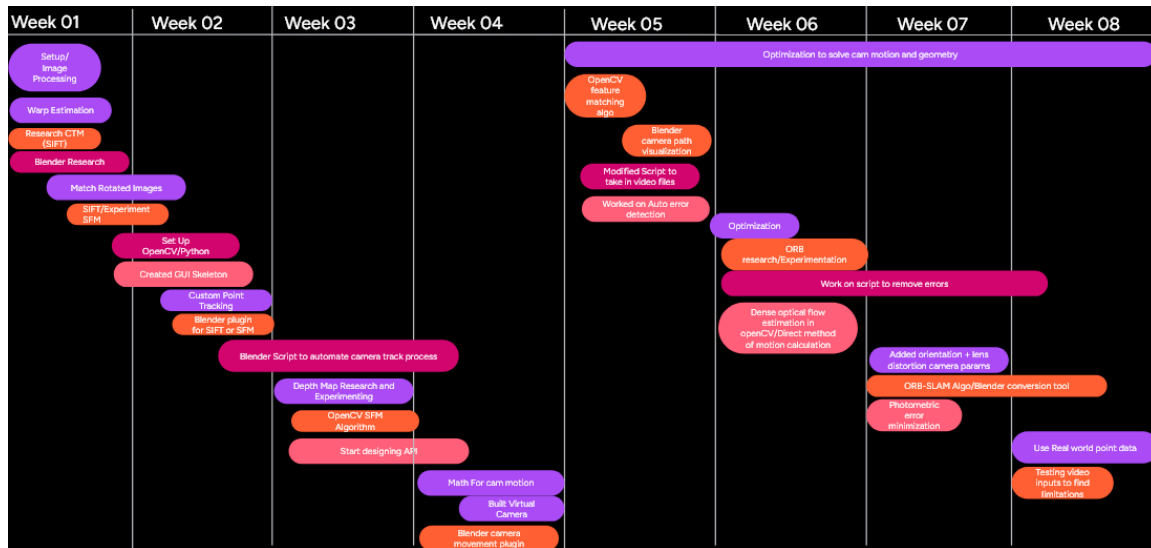 Week 01
Week 02
Week 03
Week 04
Week 05
Week 06
Week 07
Week 08
Setup/
Image
Processing
Optimization to solve cam motion and geometry
OpenCV
feature
matching
algo
Warp Estimation
Research CTM
(SIFT)
Blender
camera path
visualization
Blender Research
Modified Script to
take in video files
Match Rotated Images
SIFT/Experiment
SFM
Worked on Auto error
detection
Optimization
Set Up
OpenCV/Python
ORB
research/Experimentation
Created GUI Skeleton
Work on script to remove errors
Custom Point
Tracking
Blender plugin
for SIFT or SFM
Dense optical flow
estimation in
openCV/Direct method
of motion calculation
Blender Script to automate camera track process
Added orientation + lens
distortion camera params
Depth Map Research and
Experimenting
ORB-SLAM Algo/Blender conversion tool
OpenCV SFM
Algorithm
Photometric
error
minimization
Start designing API
Use Real world point data
Math For cam motion
Testing video
inputs to find
limitations
Built Virtual
Camera
Blender camera
movement plugin